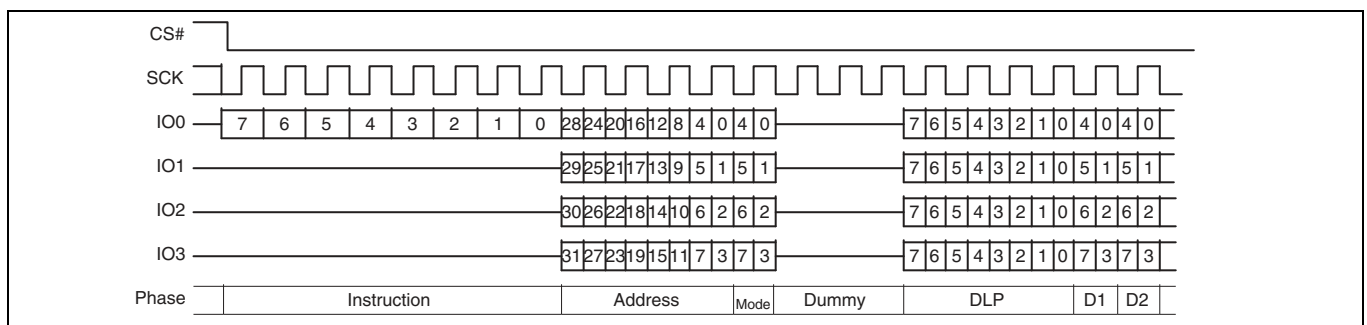 CS#
SCK
IO0 7 6 5 4 3 2 1 0 28 24 20 16 12 8 4 0 4 0 7 6 5 4 3 2 1 0 4 0 4 0
IO1 29 25 21 17 13 9 5 1 5 1 7 6 5 4 3 2 1 0 5 1 5 1
IO2 30 26 22 18 14 10 6 2 6 2 7 6 5 4 3 2 1 0 6 2 6 2
IO3 31 27 23 19 15 11 7 3 7 3 7 6 5 4 3 2 1 0 7 3 7 3
Phase Instruction Address Mode Dummy DLP D1 D2